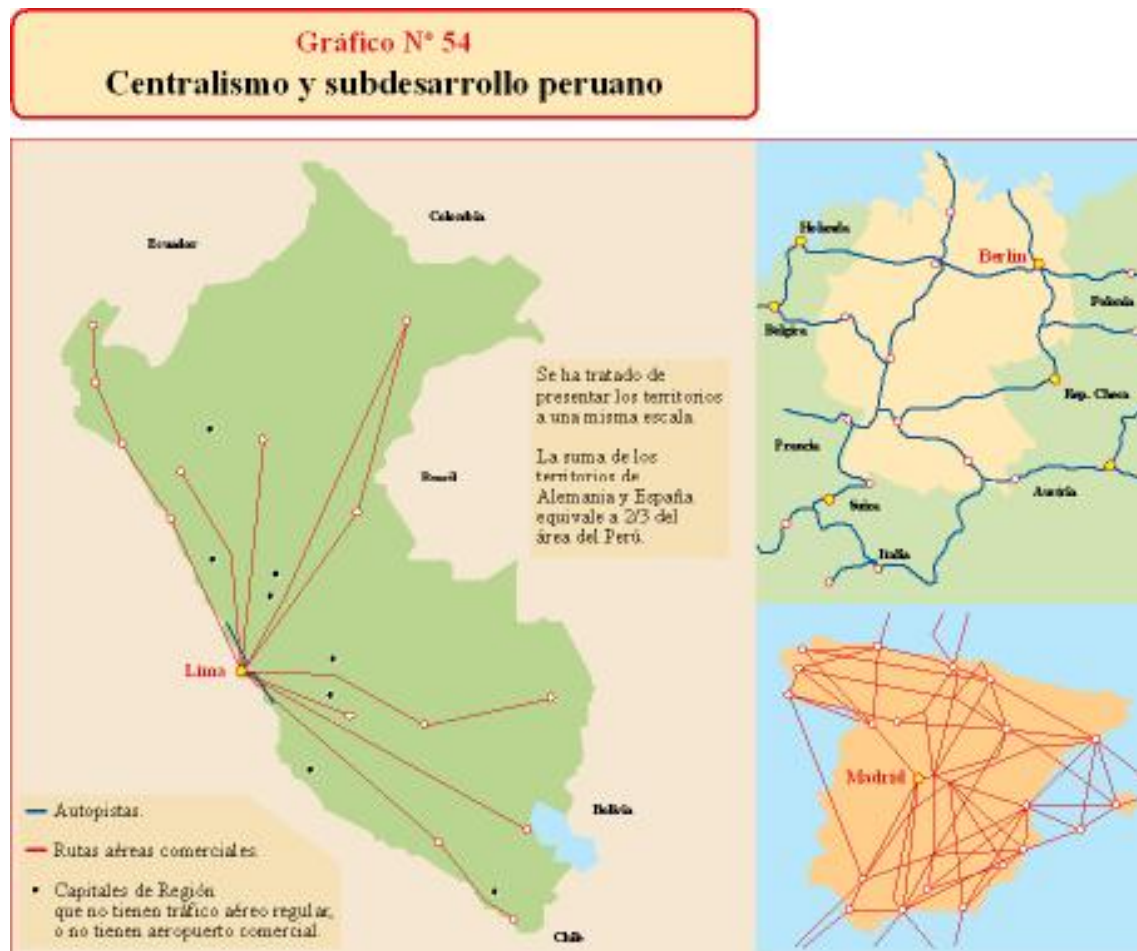 Gráfico Nº 54
Centralismo y subdesarrollo peruano
Colombia
Ecuador
Brasil
Se ha tratado de
presentar los territorios
a una misma escala.
La suma de los
territorios de
Alemania y España
equivale a 2/3 del
área del Perú.
Lima
Bolivia
Chile
Autopistas.
Rutas aéreas comerciales.
Capitales de Región
que no tienen tráfico aéreo regular,
o no tienen aeropuerto comercial.
Holanda
Berlin
Polonia
Belgica
Rep. Checa
Francia
Suiza
Austria
Italia
Madrid